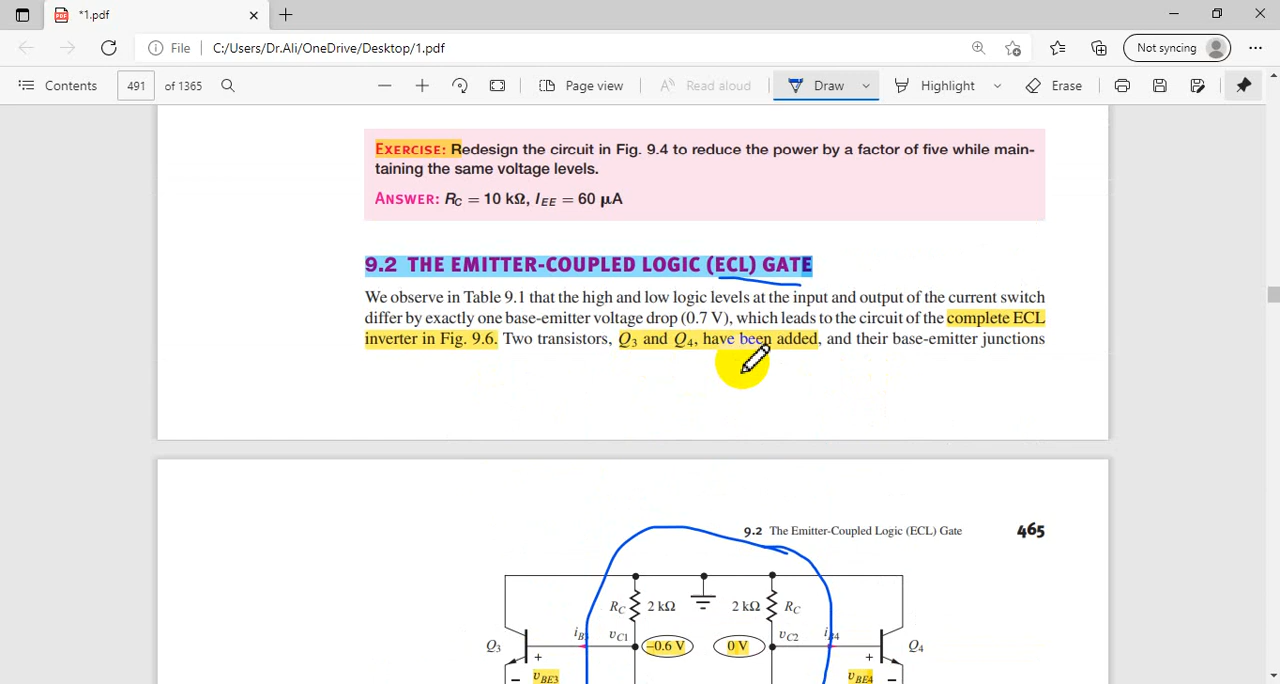 *1.pdf
File C:/Users/Dr.Ali/OneDrive/Desktop/1.pdf Not syncing
Contents 491 of 1365 Page view Read aloud Draw Highlight Erase
EXERCISE: Redesign the circuit in Fig. 9.4 to reduce the power by a factor of five while main-
taining the same voltage levels.
ANSWER: RC = 10 kΩ, IEE = 60 μA
9.2 THE EMITTER-COUPLED LOGIC (ECL) GATE
We observe in Table 9.1 that the high and low logic levels at the input and output of the current switch
differ by exactly one base-emitter voltage drop (0.7 V), which leads to the circuit of the complete ECL
inverter in Fig. 9.6. Two transistors, Q3 and Q4, have been added, and their base-emitter junctions
9.2 The Emitter-Coupled Logic (ECL) Gate 465
RC 2 kΩ 2 kΩ RC
Q3 vC1 –0.6 V 0 V vC2 iB4 Q4
+ +
– vBE3 vBE4 –